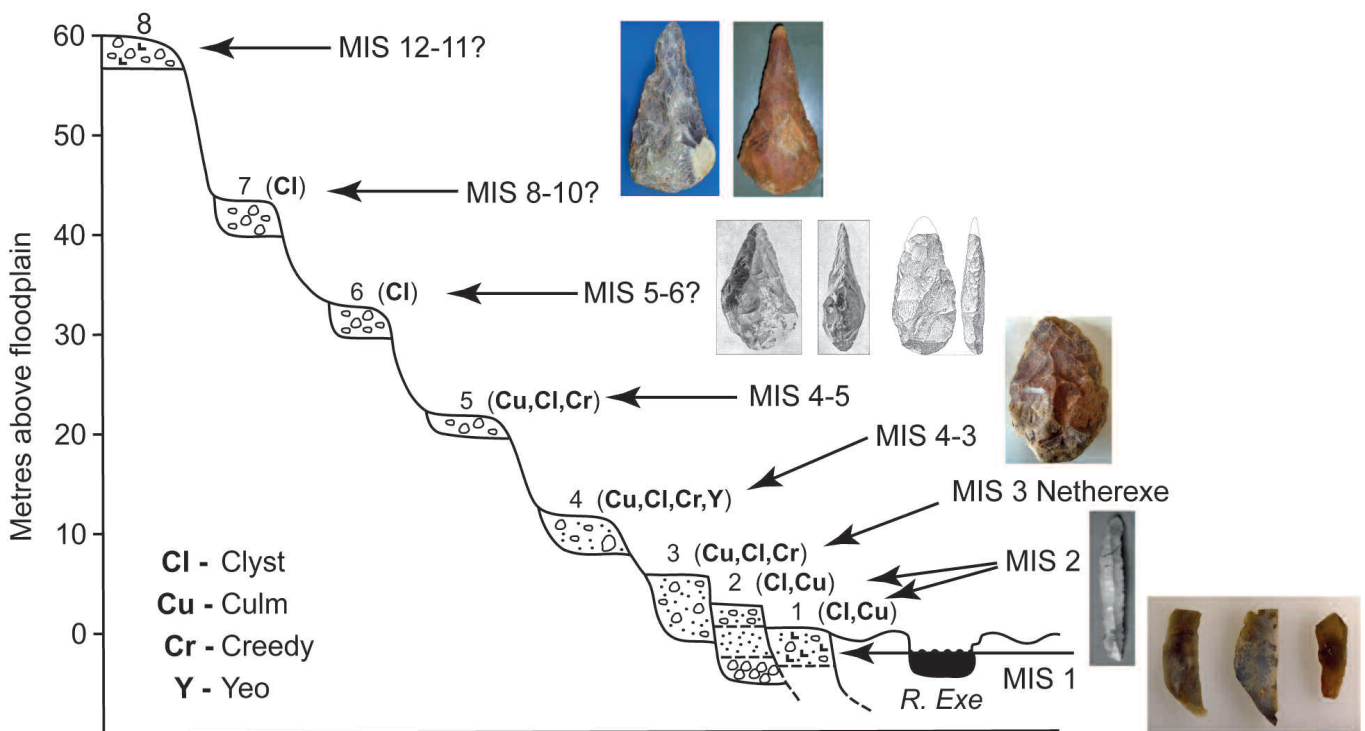 Metres above floodplain
60
50
40
30
20
10
0
8
MIS 12-11?
7 (Cl)
MIS 8-10?
6 (Cl)
MIS 5-6?
5 (Cu,Cl,Cr)
MIS 4-5
MIS 4-3
4 (Cu,Cl,Cr,Y)
MIS 3 Netherexe
3 (Cu,Cl,Cr)
2 (Cl,Cu)
MIS 2
1 (Cl,Cu)
MIS 1
R. Exe
Cl - Clyst
Cu - Culm
Cr - Creedy
Y - Yeo